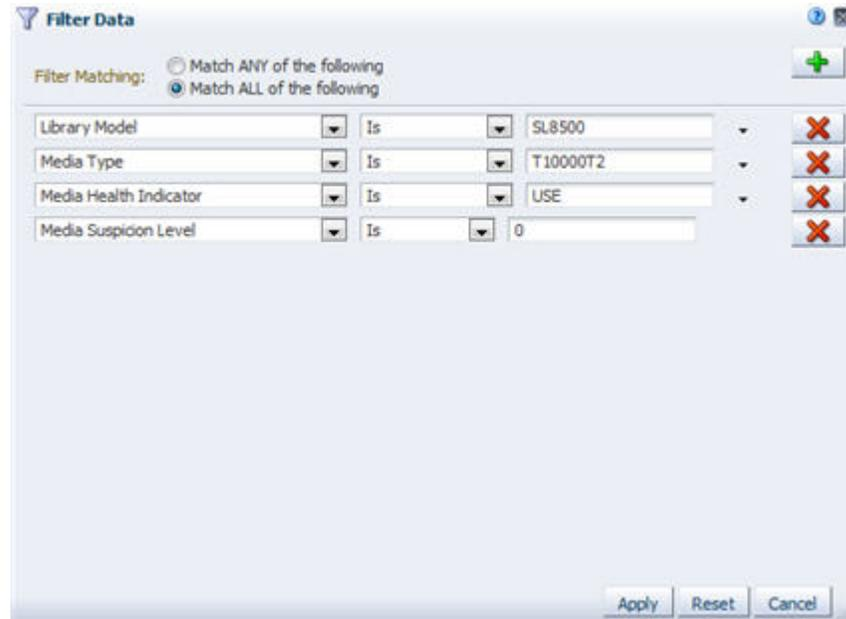 Filter Data
Filter Matching:
Match ANY of the following
Match ALL of the following
Library Model Is SL8500
Media Type Is T10000T2
Media Health Indicator Is USE
Media Suspicion Level Is 0
Apply Reset Cancel